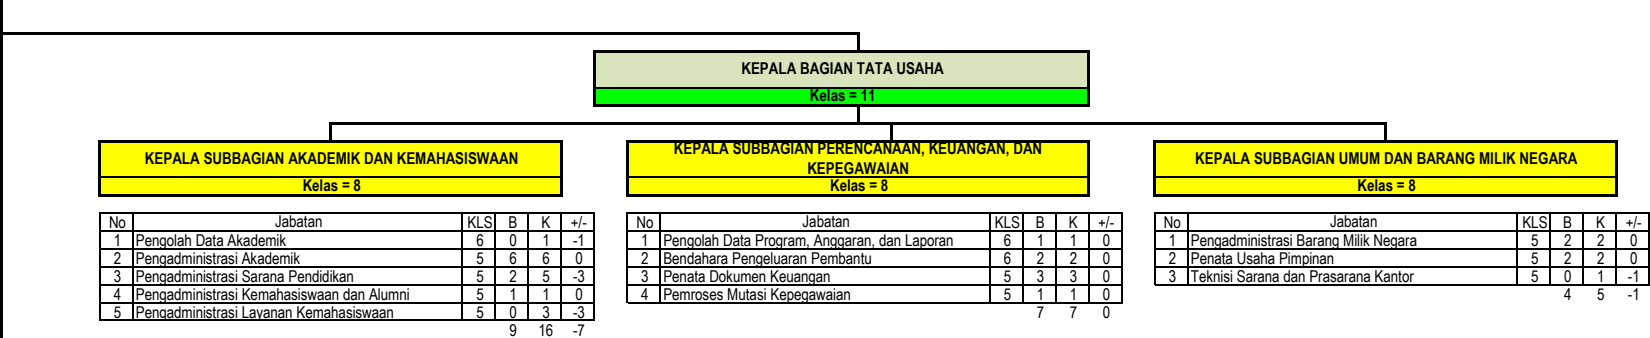 KEPALA BAGIAN TATA USAHA
Kelas = 11
KEPALA SUBBAGIAN AKADEMIK DAN KEMAHASISWAAN
Kelas = 8
No Jabatan KLS B K +/-
1 Pengolah Data Akademik 6 0 1 -1
2 Pengadministrasi Akademik 5 6 6 0
3 Pengadministrasi Sarana Pendidikan 5 2 5 -3
4 Pengadministrasi Kemahasiswaan dan Alumni 5 1 1 0
5 Pengadministrasi Layanan Kemahasiswaan 5 0 3 -3
9 16 -7
KEPALA SUBBAGIAN PERENCANAAN, KEUANGAN, DAN
KEPEGAWAIAN
Kelas = 8
No Jabatan KLS B K +/-
1 Pengolah Data Program, Anggaran, dan Laporan 6 1 1 0
2 Bendahara Pengeluaran Pembantu 6 2 2 0
3 Penata Dokumen Keuangan 5 3 3 0
4 Pemroses Mutasi Kepegawaian 5 1 1 0
7 7 0
KEPALA SUBBAGIAN UMUM DAN BARANG MILIK NEGARA
Kelas = 8
No Jabatan KLS B K +/-
1 Pengadministrasi Barang Milik Negara 5 2 2 0
2 Penata Usaha Pimpinan 5 2 2 0
3 Teknisi Sarana dan Prasarana Kantor 5 0 1 -1
4 5 -1